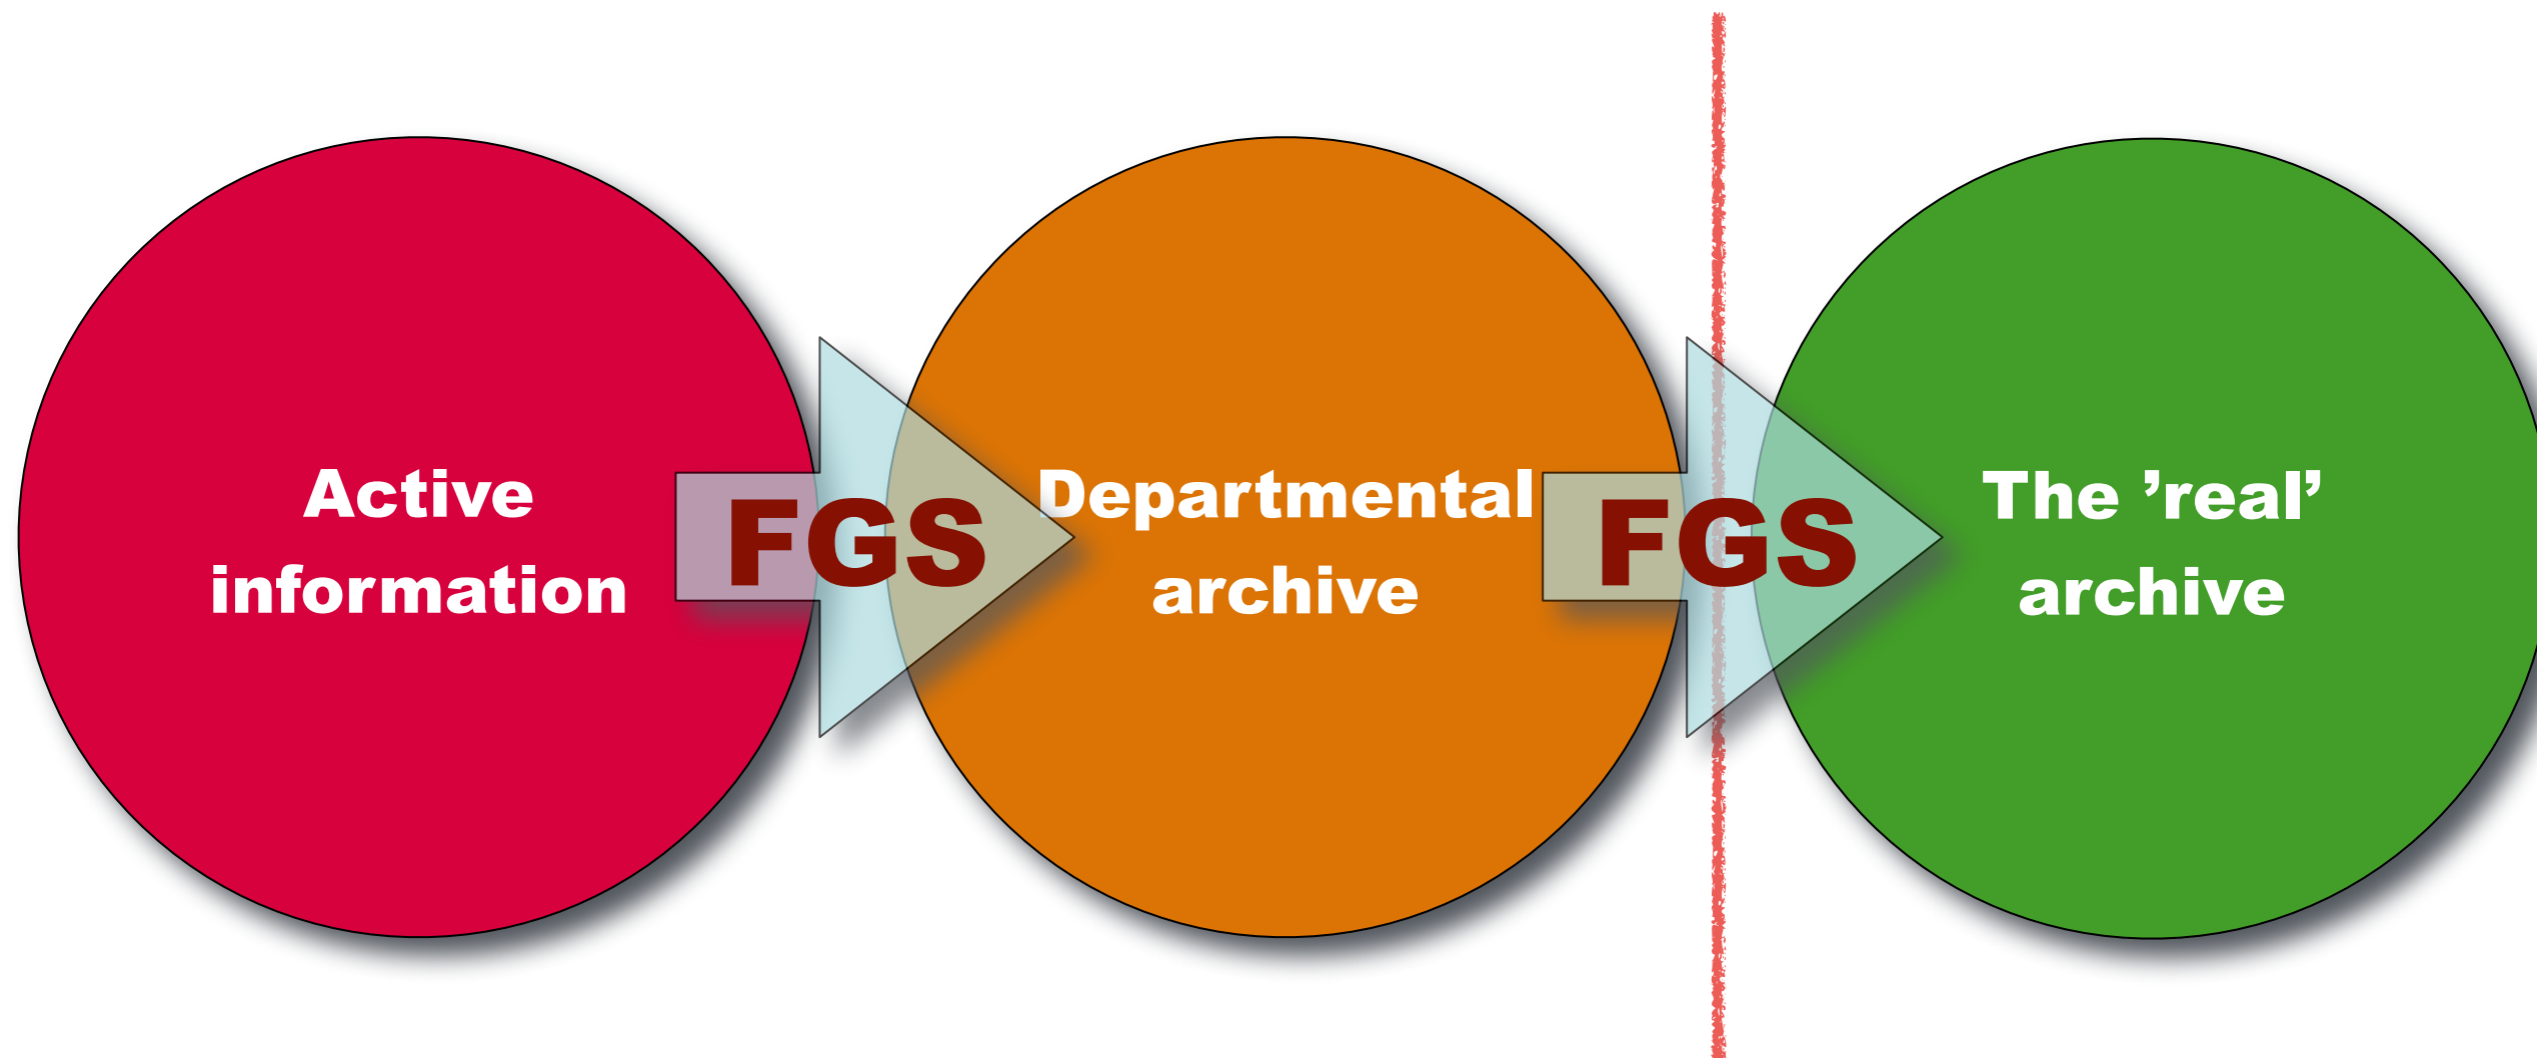 Active
information
FGS
Departmental
archive
FGS
The ’real’
archive